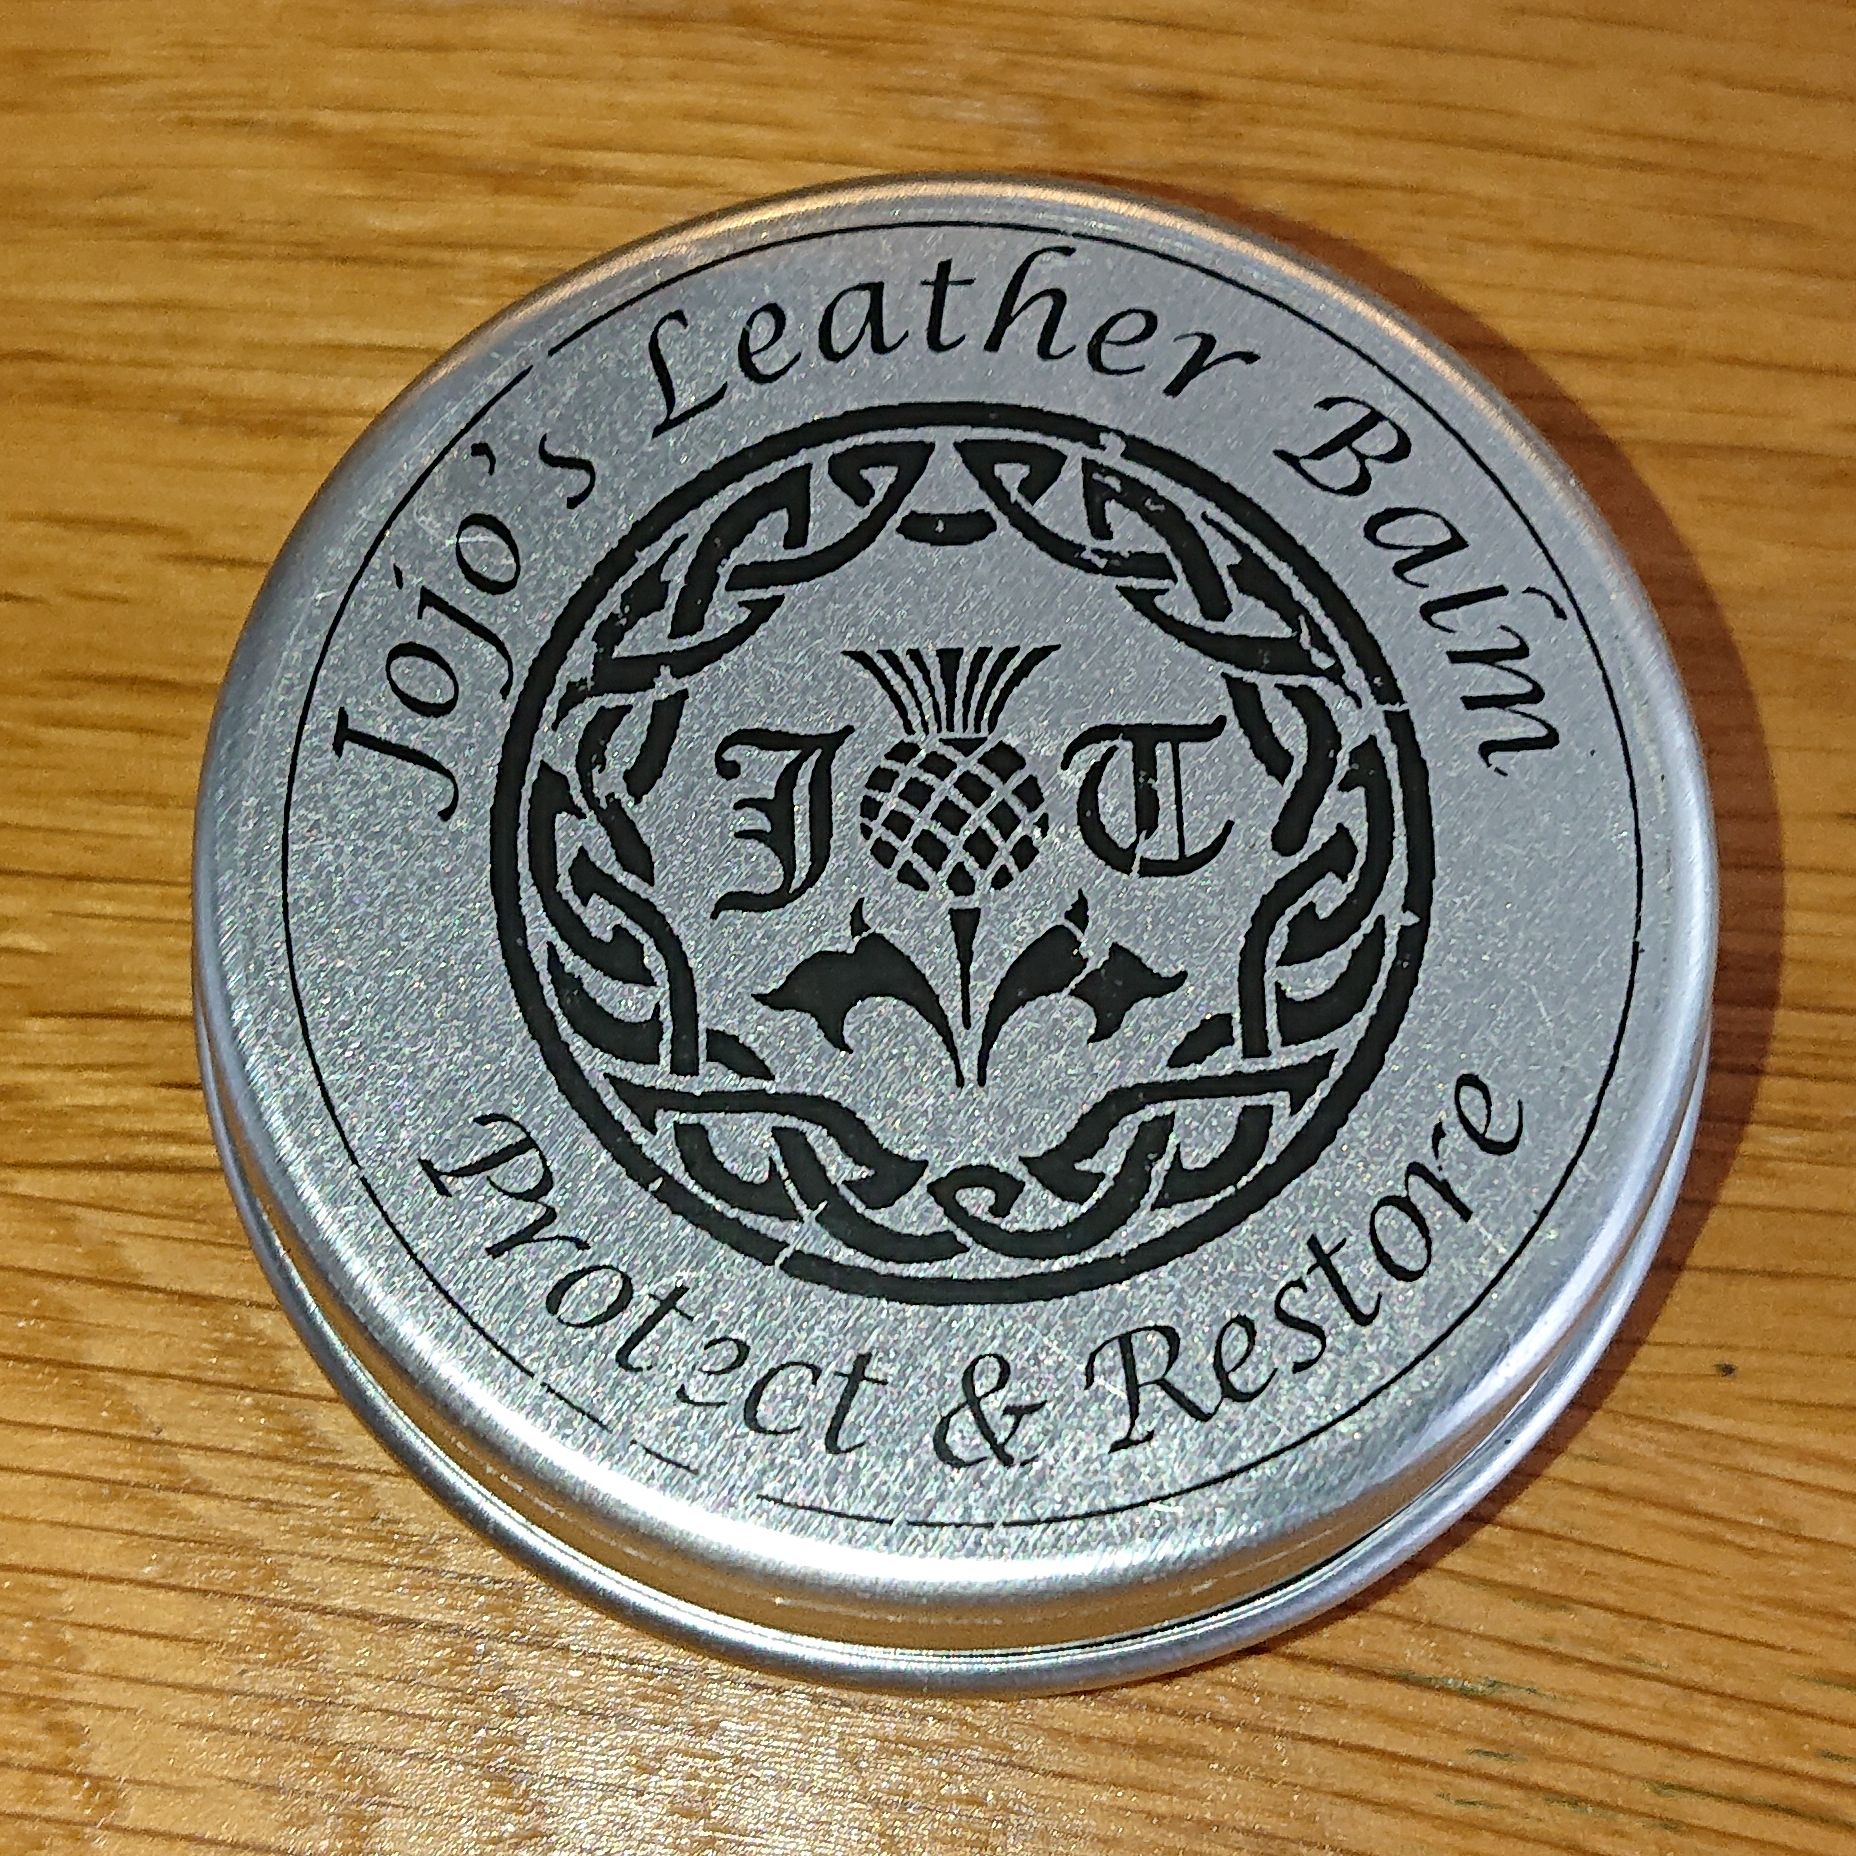 Jojo's Leather Balm
J T
Protect & Restore